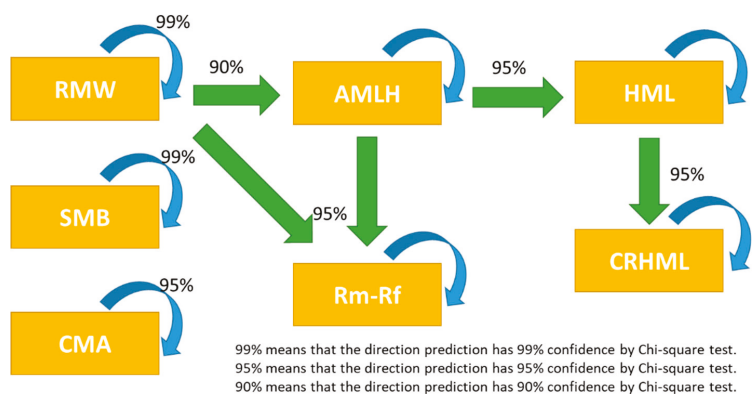 99%
RMW
90%
AMLH
95%
HML
99%
SMB
95%
95%
CRHML
95%
CMA
Rm-Rf
99% means that the direction prediction has 99% confidence by Chi-square test.
95% means that the direction prediction has 95% confidence by Chi-square test.
90% means that the direction prediction has 90% confidence by Chi-square test.